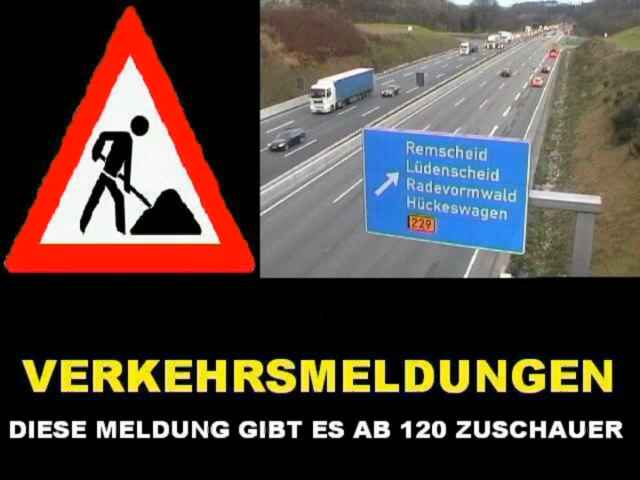 Remscheid
Lüdenscheid
Radevormwald
Hückeswagen
229
VERKEHRSMELDUNGEN
DIESE MELDUNG GIBT ES AB 120 ZUSCHAUER